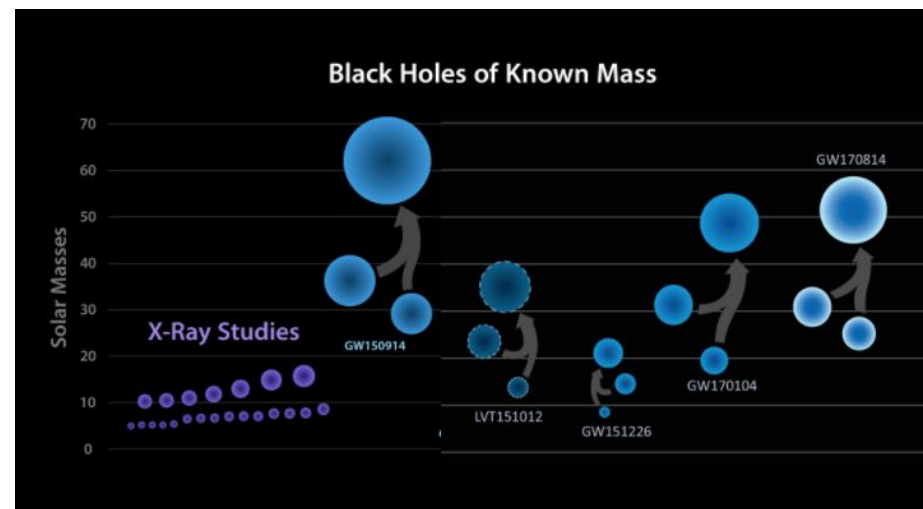 Black Holes of Known Mass
70
60
50
40
30
20
10
0
Solar Masses
X-Ray Studies
GW150914
LVT151012
GW151226
GW170104
GW170814